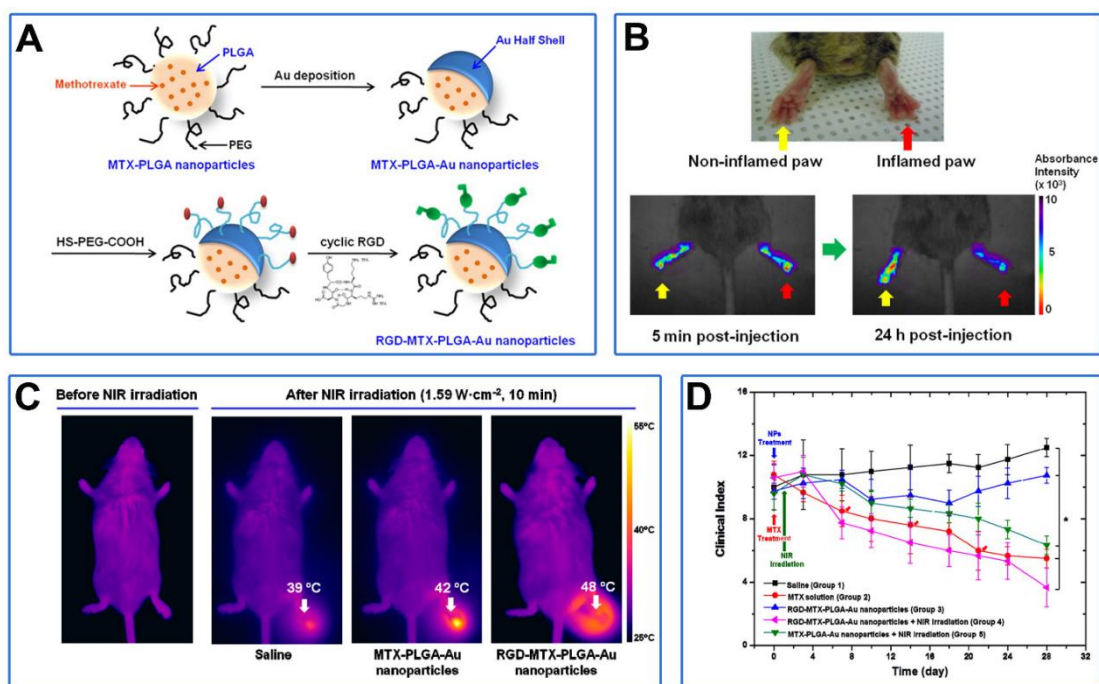 A
PLGA
Methotrexate
PEG
MTX-PLGA nanoparticles
Au deposition
Au Half Shell
MTX-PLGA-Au nanoparticles
HS-PEG-COOH
cyclic RGD
RGD-MTX-PLGA-Au nanoparticles
B
Non-inflamed paw
Inflamed paw
Absorbance
Intensity
(x 10³)
10
5
0
5 min post-injection
24 h post-injection
C
Before NIR irradiation
After NIR irradiation (1.59 W·cm⁻², 10 min)
39 °C
42 °C
48 °C
55°C
40°C
25°C
Saline
MTX-PLGA-Au
nanoparticles
RGD-MTX-PLGA-Au
nanoparticles
D
Clinical Index
16
12
8
4
0
NPs
Treatment
MTX
Treatment
NIR
Irradiation
*
Saline (Group 1)
MTX solution (Group 2)
RGD-MTX-PLGA-Au nanoparticles (Group 3)
RGD-MTX-PLGA-Au nanoparticles + NIR irradiation (Group 4)
MTX-PLGA-Au nanoparticles + NIR irradiation (Group 5)
0 4 8 12 16 20 24 28 32
Time (day)